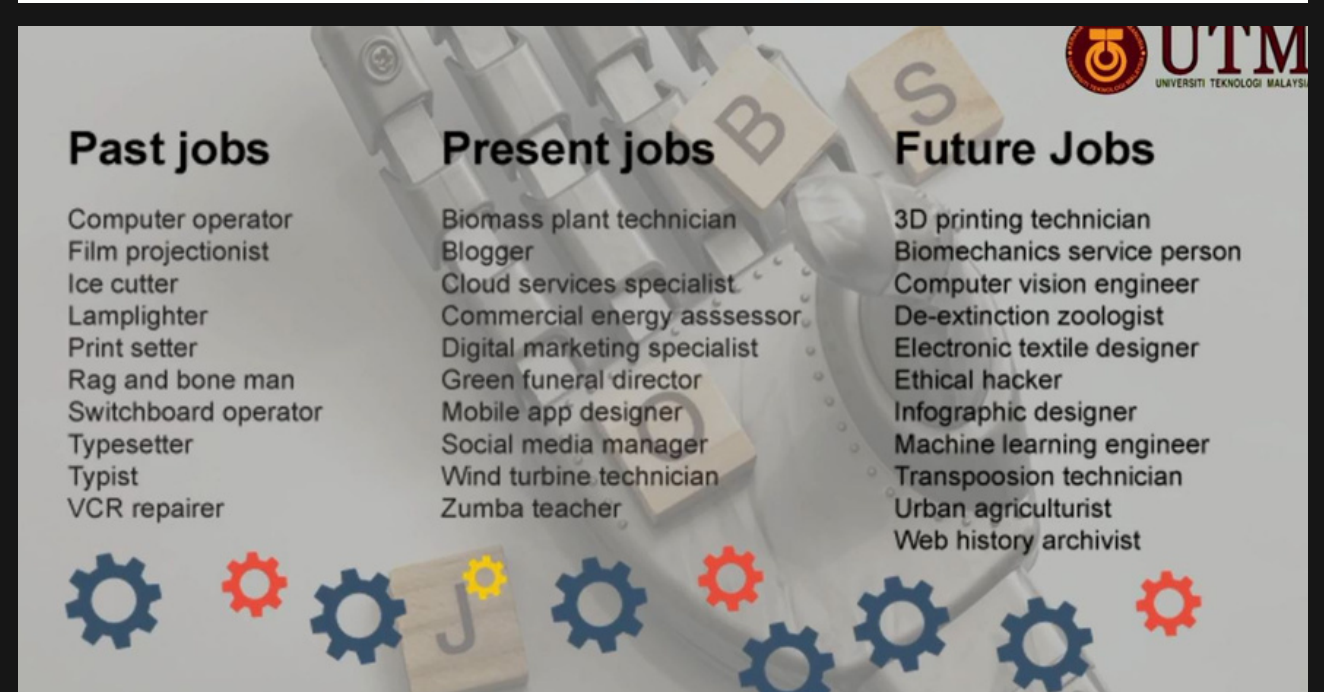 UTM
UNIVERSITI TEKNOLOGI MALAYSI
B
S
Past jobs
Computer operator
Film projectionist
Ice cutter
Lamplighter
Print setter
Rag and bone man
Switchboard operator
Typesetter
Typist
VCR repairer
Present jobs
Biomass plant technician
Blogger
Cloud services specialist
Commercial energy asssessor
Digital marketing specialist
Green funeral director
Mobile app designer
Social media manager
Wind turbine technician
Zumba teacher
Future Jobs
3D printing technician
Biomechanics service person
Computer vision engineer
De-extinction zoologist
Electronic textile designer
Ethical hacker
Infographic designer
Machine learning engineer
Transpoosion technician
Urban agriculturist
Web history archivist
O
J